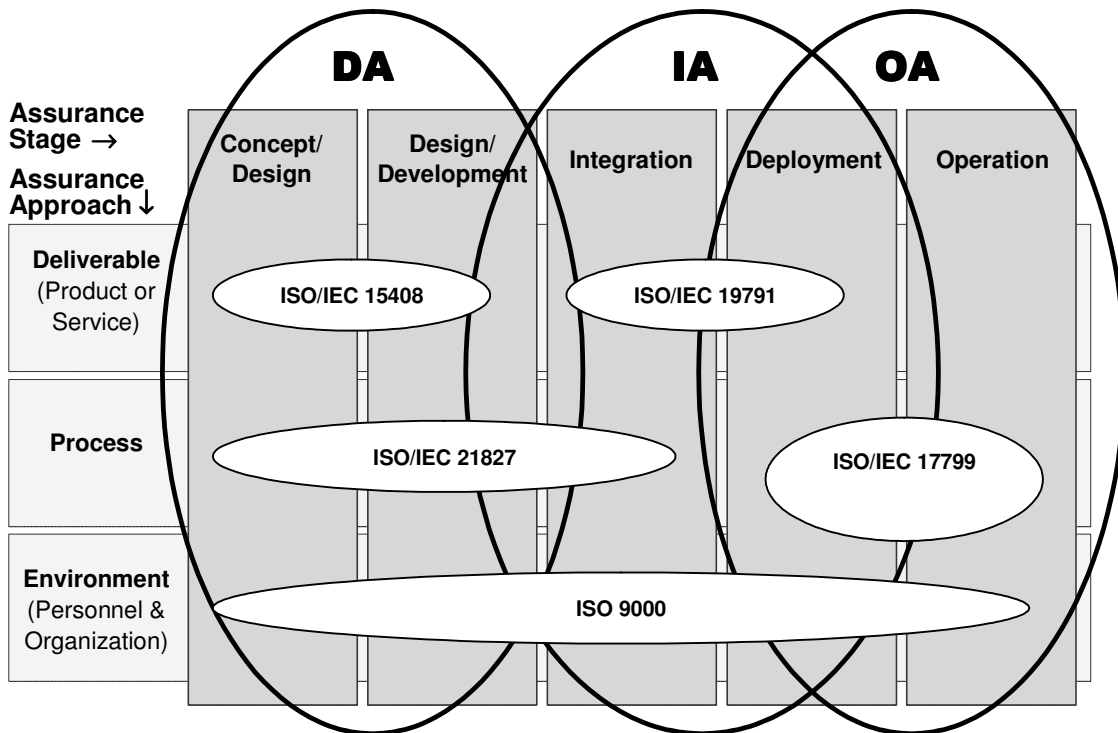 DA
IA
OA
Assurance
Stage →
Assurance
Approach ↓
Concept/
Design
Design/
Development
Integration
Deployment
Operation
Deliverable
(Product or
Service)
ISO/IEC 15408
ISO/IEC 19791
Process
ISO/IEC 21827
ISO/IEC 17799
Environment
(Personnel &
Organization)
ISO 9000